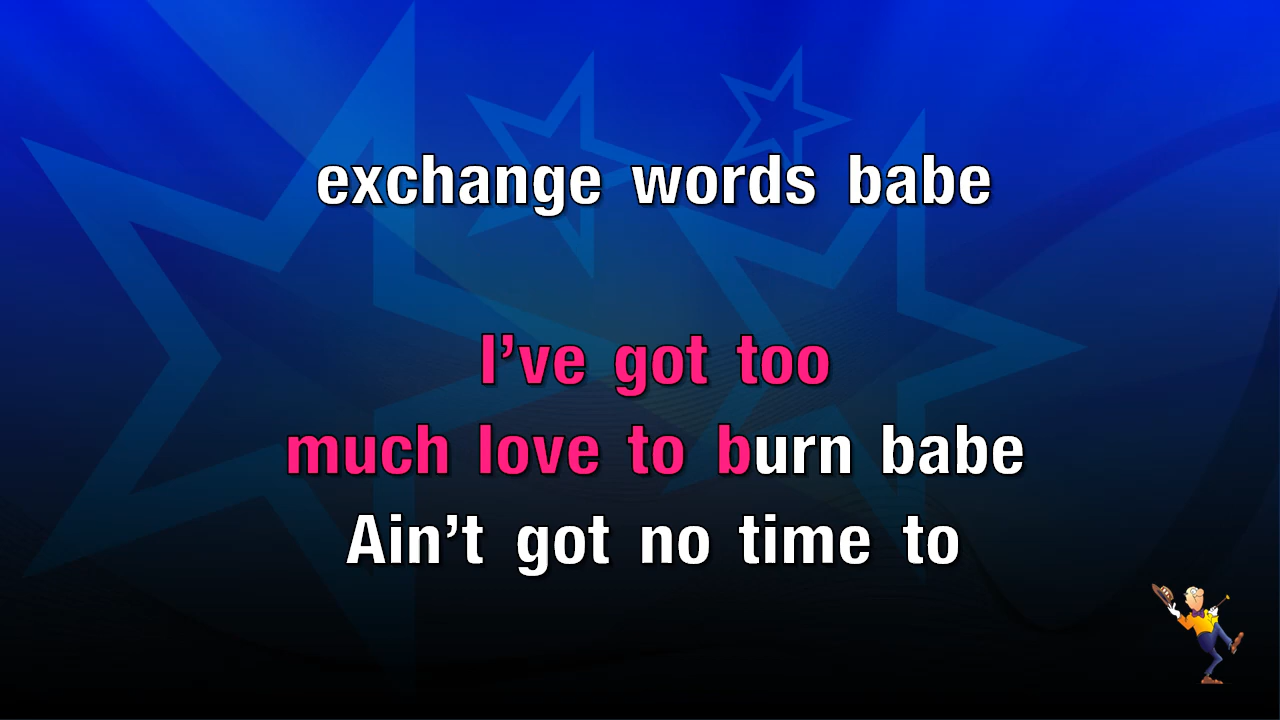 exchange words babe
I've got too
much love to burn babe
Ain't got no time to